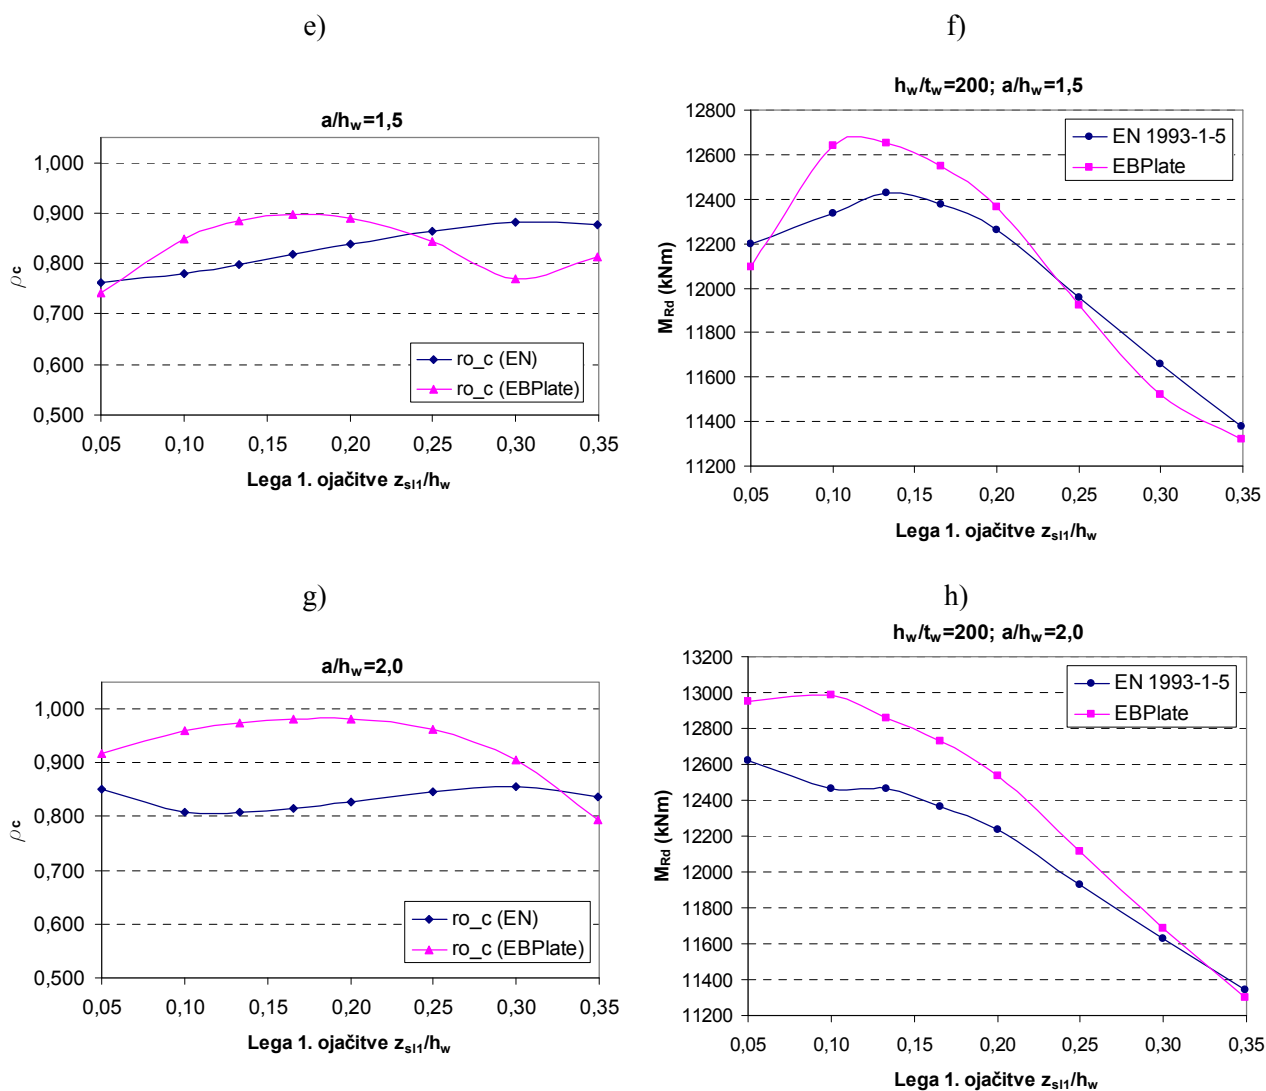 e)
f)
a/hw=1,5
1,000
0,900
0,800
0,700
0,600
0,500
ρc
ro_c (EN)
ro_c (EBPlate)
0,05 0,10 0,15 0,20 0,25 0,30 0,35
Lega 1. ojačitve zsl1/hw
hw/tw=200; a/hw=1,5
12800
12600
12400
12200
12000
11800
11600
11400
11200
MRd (kNm)
EN 1993-1-5
EBPlate
0,05 0,10 0,15 0,20 0,25 0,30 0,35
Lega 1. ojačitve zsl1/hw
g)
h)
a/hw=2,0
1,000
0,900
0,800
0,700
0,600
0,500
ρc
ro_c (EN)
ro_c (EBPlate)
0,05 0,10 0,15 0,20 0,25 0,30 0,35
Lega 1. ojačitve zsl1/hw
hw/tw=200; a/hw=2,0
13200
13000
12800
12600
12400
12200
12000
11800
11600
11400
11200
MRd (kNm)
EN 1993-1-5
EBPlate
0,05 0,10 0,15 0,20 0,25 0,30 0,35
Lega 1. ojačitve zsl1/hw